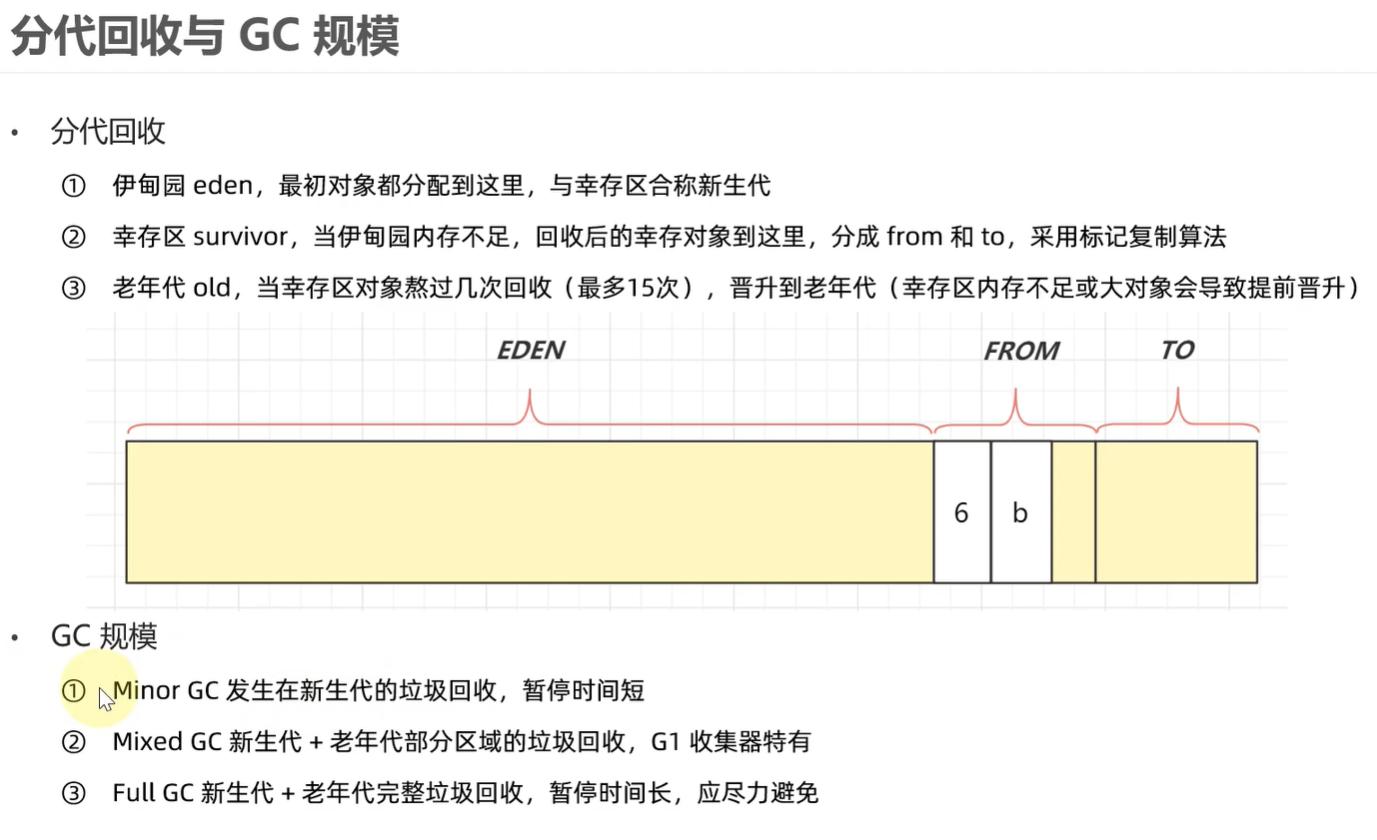 分代回收与 GC 规模
• 分代回收
① 伊甸园 eden，最初对象都分配到这里，与幸存区合称新生代
② 幸存区 survivor，当伊甸园内存不足，回收后的幸存对象到这里，分成 from 和 to，采用标记复制算法
③ 老年代 old，当幸存区对象熬过几次回收（最多15次），晋升到老年代（幸存区内存不足或大对象会导致提前晋升）
EDEN FROM TO
6 b
• GC 规模
① Minor GC 发生在新生代的垃圾回收，暂停时间短
② Mixed GC 新生代 + 老年代部分区域的垃圾回收，G1 收集器特有
③ Full GC 新生代 + 老年代完整垃圾回收，暂停时间长，应尽力避免